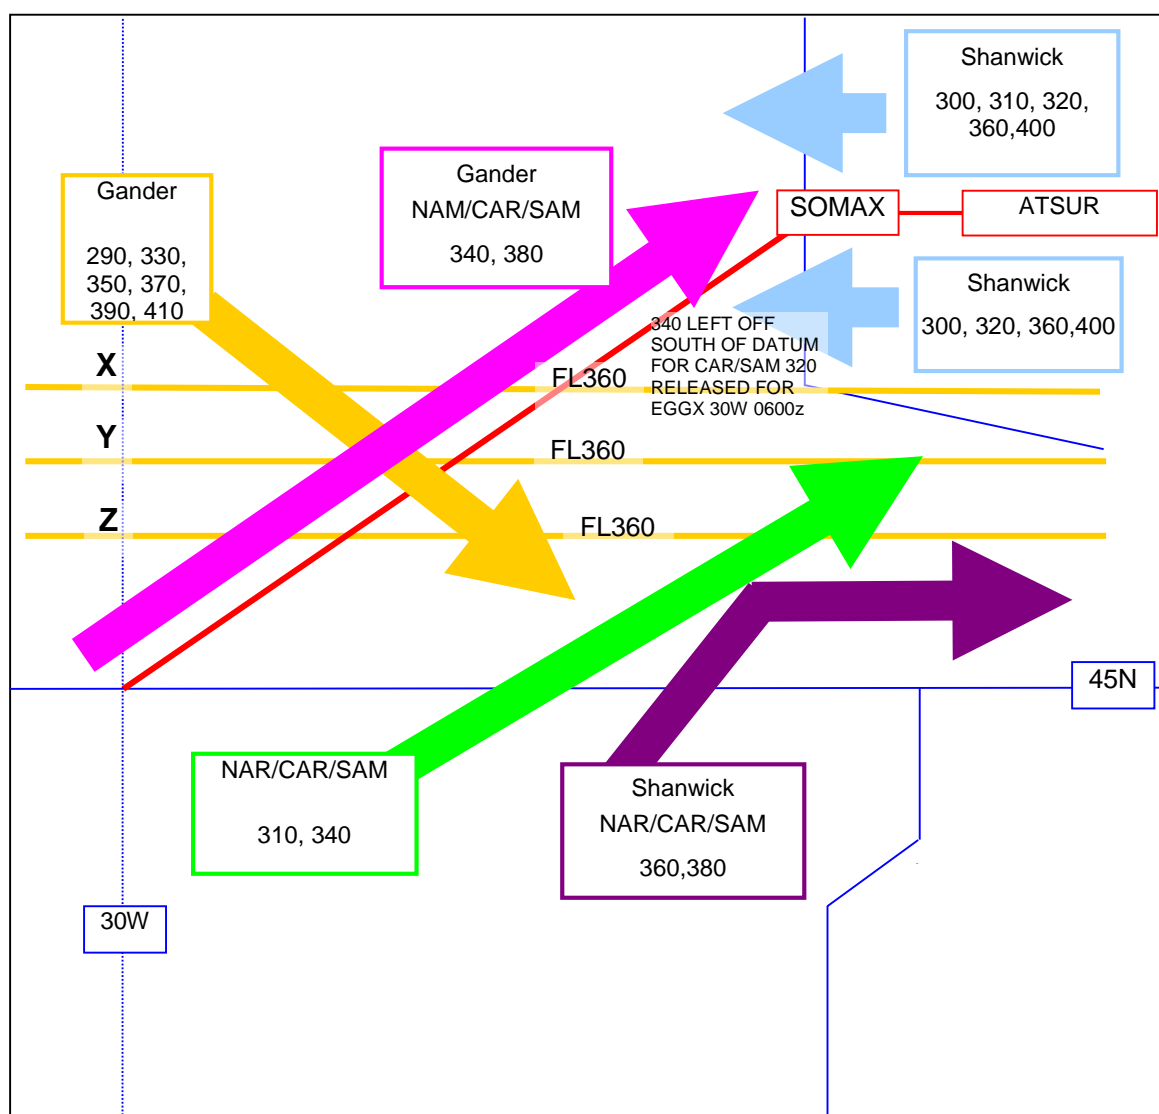 Shanwick
300, 310, 320,
360,400
Gander
NAM/CAR/SAM
340, 380
Gander
290, 330,
350, 370,
390, 410
SOMAX
ATSUR
Shanwick
300, 320, 360,400
340 LEFT OFF
SOUTH OF DATUM
FOR CAR/SAM 320
RELEASED FOR
EGGX 30W 0600z
X
FL360
Y
FL360
Z
FL360
45N
NAR/CAR/SAM
310, 340
Shanwick
NAR/CAR/SAM
360,380
30W